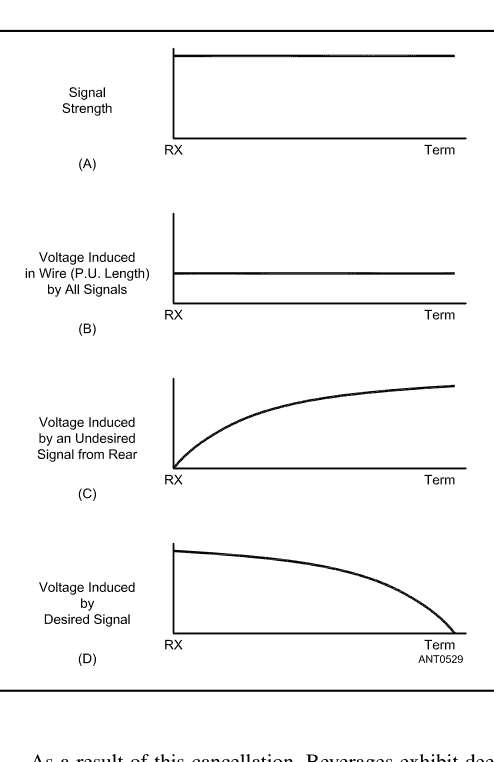 Signal
Strength
(A)
RX
Term
Voltage Induced
in Wire (P.U. Length)
by All Signals
(B)
RX
Term
Voltage Induced
by an Undesired
Signal from Rear
(C)
RX
Term
Voltage Induced
by
Desired Signal
(D)
RX
Term
ANT0529
As a result of this cancellation, Beverages exhibit